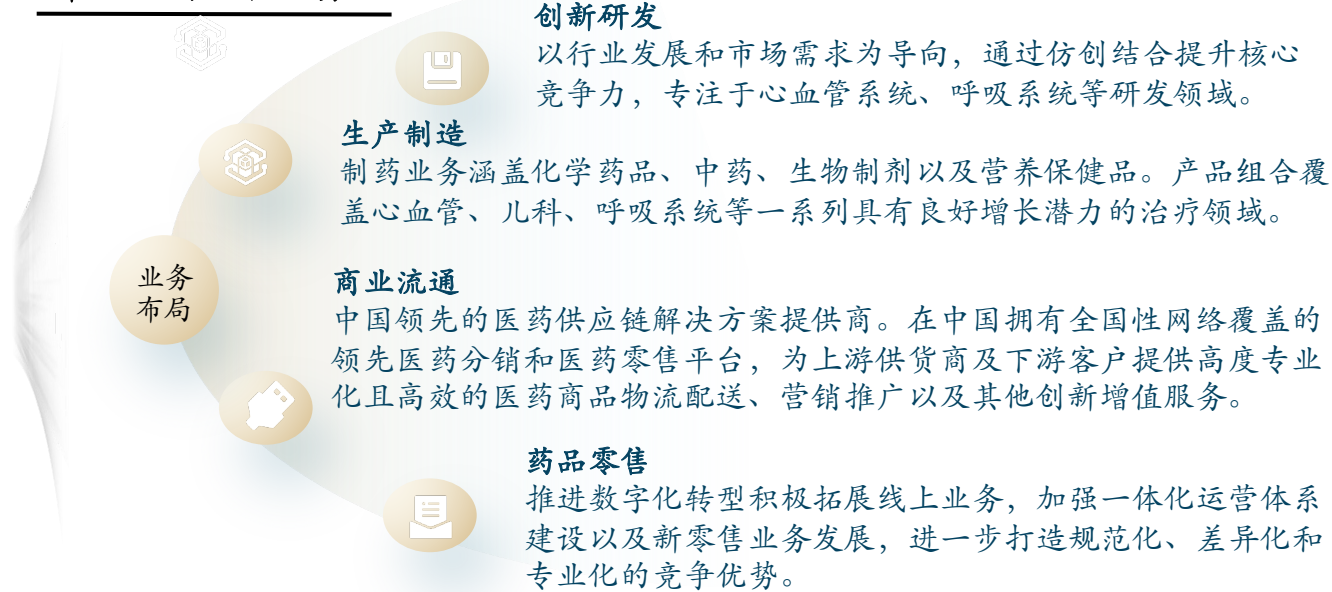 创新研发
以行业发展和市场需求为导向，通过仿创结合提升核心
竞争力，专注于心血管系统、呼吸系统等研发领域。
生产制造
制药业务涵盖化学药品、中药、生物制剂以及营养保健品。产品组合覆
盖心血管、儿科、呼吸系统等一系列具有良好增长潜力的治疗领域。
业务
布局
商业流通
中国领先的医药供应链解决方案提供商。在中国拥有全国性网络覆盖的
领先医药分销和医药零售平台，为上游供货商及下游客户提供高度专业
化且高效的医药商品物流配送、营销推广以及其他创新增值服务。
药品零售
推进数字化转型积极拓展线上业务，加强一体化运营体系
建设以及新零售业务发展，进一步打造规范化、差异化和
专业化的竞争优势。